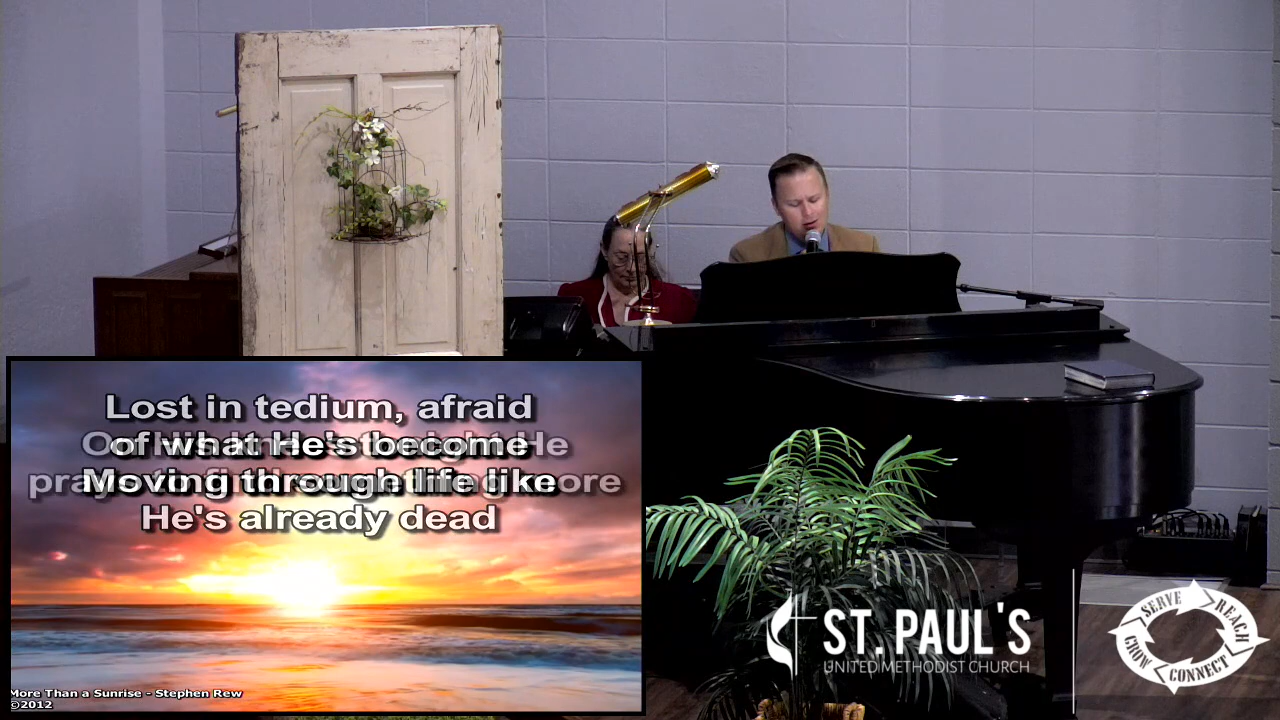 Lost in tedium, afraid
of what He's become
Moving through life like
He's already dead
More Than a Sunrise - Stephen Rew
©2012
ST. PAUL'S
UNITED METHODIST CHURCH
SERVE
REACH
CONNECT
GROW